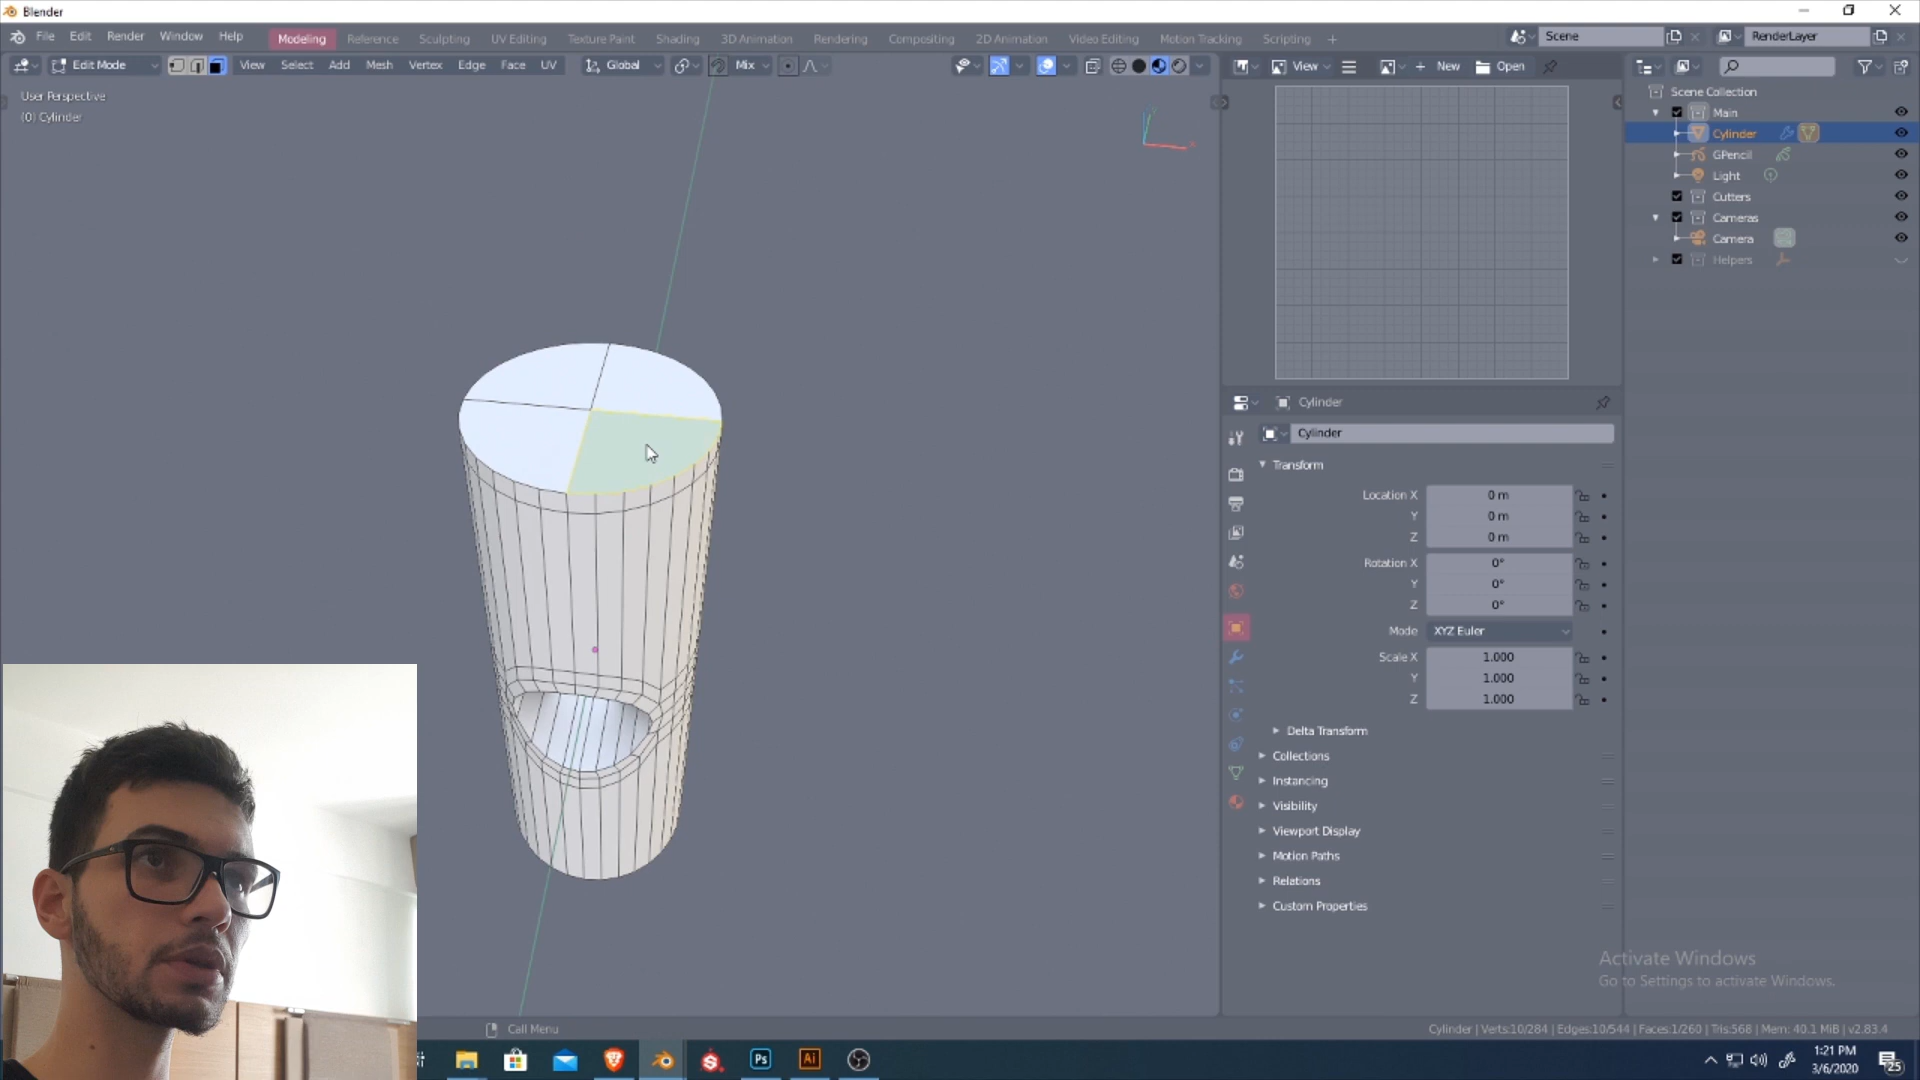 Blender
File Edit Render Window Help Modeling Reference Sculpting UV Editing Texture Paint Shading 3D Animation Rendering Compositing 2D Animation Video Editing Motion Tracking Scripting + Scene RenderLayer
Edit Mode View Select Add Mesh Vertex Edge Face UV Global Mix View New Open
User Perspective
(0) Cylinder
Scene Collection
Main
Cylinder
GPencil
Light
Cutters
Cameras
Camera
Helpers
Cylinder
Cylinder
Transform
Location X 0 m
Y 0 m
Z 0 m
Rotation X 0°
Y 0°
Z 0°
Mode XYZ Euler
Scale X 1.000
Y 1.000
Z 1.000
Delta Transform
Collections
Instancing
Visibility
Viewport Display
Motion Paths
Relations
Custom Properties
Activate Windows
Go to Settings to activate Windows.
Call Menu
Cylinder | Verts:10/284 | Edges:10/544 | Faces:1/260 | Tris:568 | Mem: 40.1 MiB | v2.83.4
Ps Ai
1:21 PM
3/6/2020
25